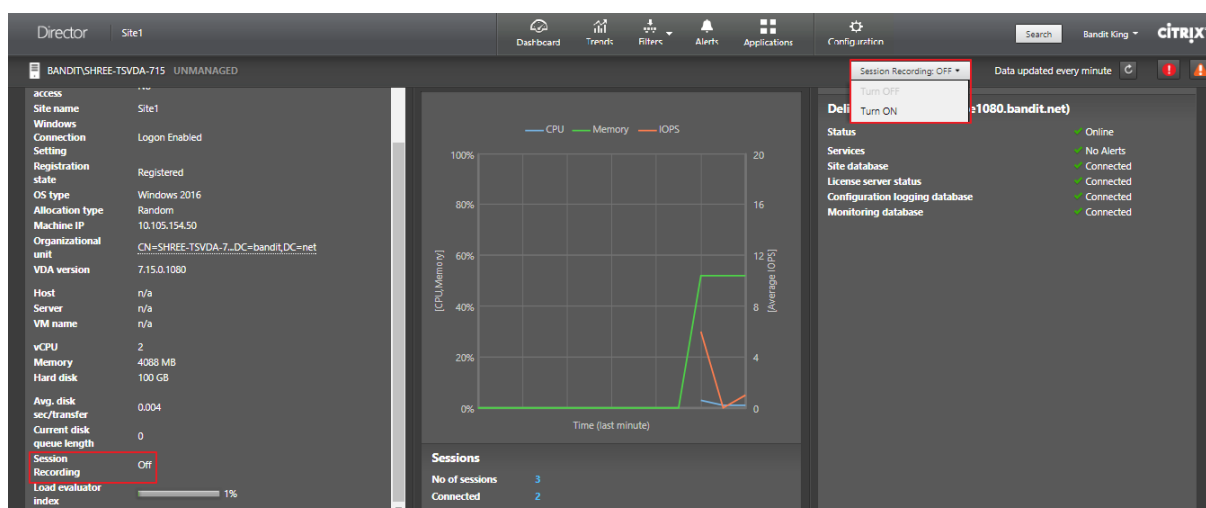 Director Site1 Dashboard Trends Filters Alerts Applications Configuration Search Bandit King CİTRİX
BANDIT\SHREE-TSVDA-715 UNMANAGED Session Recording: OFF Data updated every minute
Turn OFF
Turn ON
access
Site name Site1
Windows
Connection Logon Enabled
Setting
Registration
state Registered
OS type Windows 2016
Allocation type Random
Machine IP 10.105.154.50
Organizational
unit CN=SHREE-TSVDA-7...DC=bandit,DC=net
VDA version 7.15.0.1080
Host n/a
Server n/a
VM name n/a
vCPU 2
Memory 4088 MB
Hard disk 100 GB
Avg. disk
sec/transfer 0.004
Current disk
queue length 0
Session
Recording Off
Load evaluator
index 1%
CPU Memory IOPS
100% 20
80% 16
60% 12
40% 8
20% 4
0% 0
[CPU,Memory]
[Average IOPS]
Time (last minute)
Sessions
No of sessions 3
Connected 2
e1080.bandit.net)
Status Online
Services No Alerts
Site database Connected
License server status Connected
Configuration logging database Connected
Monitoring database Connected